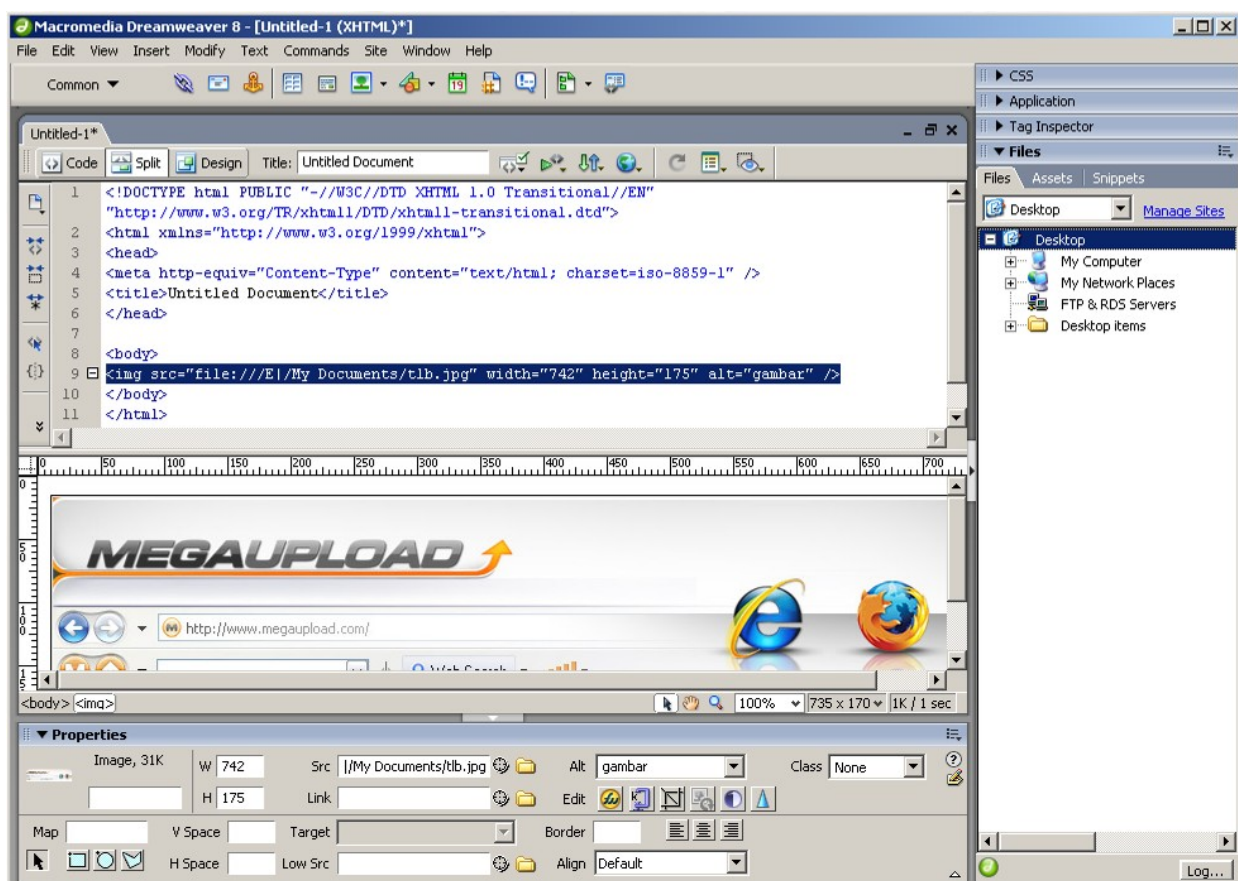 Macromedia Dreamweaver 8 - [Untitled-1 (XHTML)*]
File Edit View Insert Modify Text Commands Site Window Help
Common
19
Untitled-1*
Code Split Design Title: Untitled Document
1 <!DOCTYPE html PUBLIC "-//W3C//DTD XHTML 1.0 Transitional//EN"
"http://www.w3.org/TR/xhtml1/DTD/xhtml1-transitional.dtd">
2 <html xmlns="http://www.w3.org/1999/xhtml">
3 <head>
4 <meta http-equiv="Content-Type" content="text/html; charset=iso-8859-1" />
5 <title>Untitled Document</title>
6 </head>
7
8 <body>
9 <img src="file:///E|/My Documents/tlb.jpg" width="742" height="175" alt="gambar" />
10 </body>
11 </html>
0 50 100 150 200 250 300 350 400 450 500 550 600 650 700
0
50
100
MEGAUPLOAD
http://www.megaupload.com/
Web Search
<body> <img>
100% 735 x 170 1K / 1 sec
Properties
Image, 31K W 742 Src |/My Documents/tlb.jpg Alt gambar Class None
H 175 Link Edit
Map V Space Target Border
H Space Low Src Align Default
CSS
Application
Tag Inspector
Files
Files Assets Snippets
Desktop Manage Sites
Desktop
My Computer
My Network Places
FTP & RDS Servers
Desktop items
Log...